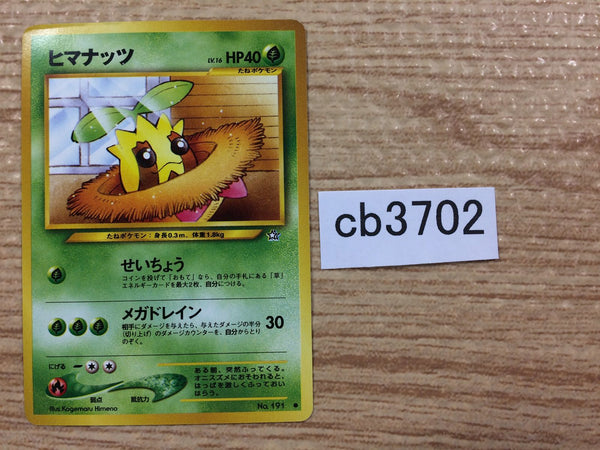 ヒマナッツ LV.16 HP40
たねポケモン
たねポケモン：身長0.3m、体重1.8kg
せいちょう
コインを投げて「おもて」なら、自分の手札にある「草」
エネルギーカードを最大2枚、自分につける。
メガドレイン 30
相手にダメージを与えたら、与えたダメージの半分
(切り上げ)のダメージカウンターを、自分からとり
のぞく。
にげる
弱点 抵抗力
ある朝、突然ふってくる。
オニスズメにおそわれると、
はっぱを激しくふっておい
はらう。
Illus.Kagemaru Himeno
No. 191
cb3702